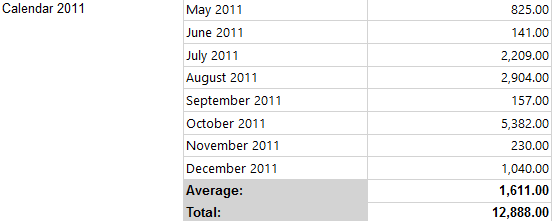 Calendar 2011 May 2011 825.00
June 2011 141.00
July 2011 2,209.00
August 2011 2,904.00
September 2011 157.00
October 2011 5,382.00
November 2011 230.00
December 2011 1,040.00
Average: 1,611.00
Total: 12,888.00